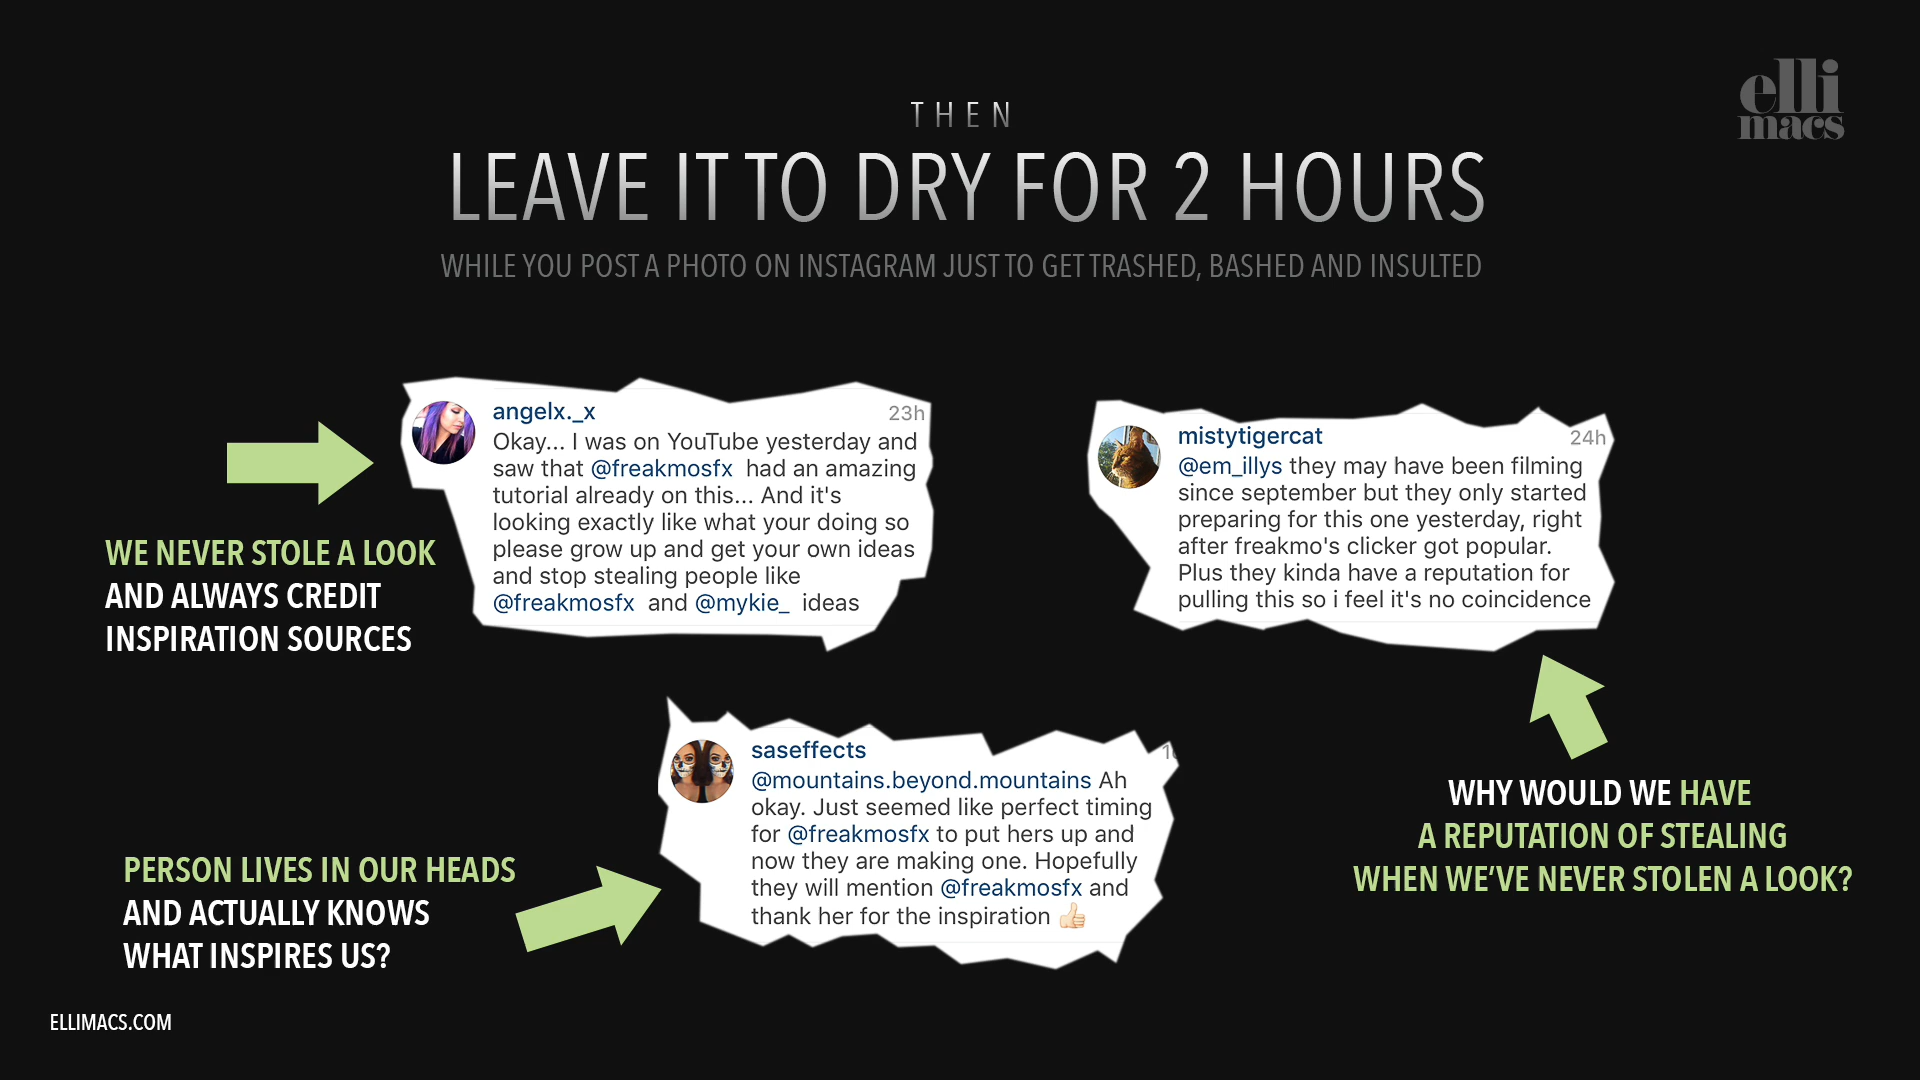 elli
macs
THEN
LEAVE IT TO DRY FOR 2 HOURS
WHILE YOU POST A PHOTO ON INSTAGRAM JUST TO GET TRASHED, BASHED AND INSULTED
angelx._x 23h
Okay... I was on YouTube yesterday and
saw that @freakmosfx had an amazing
tutorial already on this... And it's
looking exactly like what your doing so
please grow up and get your own ideas
and stop stealing people like
@freakmosfx and @mykie_ ideas
WE NEVER STOLE A LOOK
AND ALWAYS CREDIT
INSPIRATION SOURCES
mistytigercat 24h
@em_illys they may have been filming
since september but they only started
preparing for this one yesterday, right
after freakmo's clicker got popular.
Plus they kinda have a reputation for
pulling this so i feel it's no coincidence
WHY WOULD WE HAVE
A REPUTATION OF STEALING
WHEN WE'VE NEVER STOLEN A LOOK?
saseffects
@mountains.beyond.mountains Ah
okay. Just seemed like perfect timing
for @freakmosfx to put hers up and
now they are making one. Hopefully
they will mention @freakmosfx and
thank her for the inspiration 👍🏻
PERSON LIVES IN OUR HEADS
AND ACTUALLY KNOWS
WHAT INSPIRES US?
ELLIMACS.COM